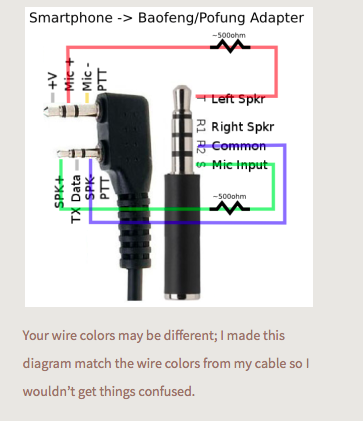 Smartphone -> Baofeng/Pofung Adapter
~500ohm
+V
Mic +
Mic -
PTT
T Left Spkr
R1 Right Spkr
R2 Common
S Mic Input
SPK+
TX Data
SPK-
PTT
~500ohm
Your wire colors may be different; I made this
diagram match the wire colors from my cable so I
wouldn't get things confused.